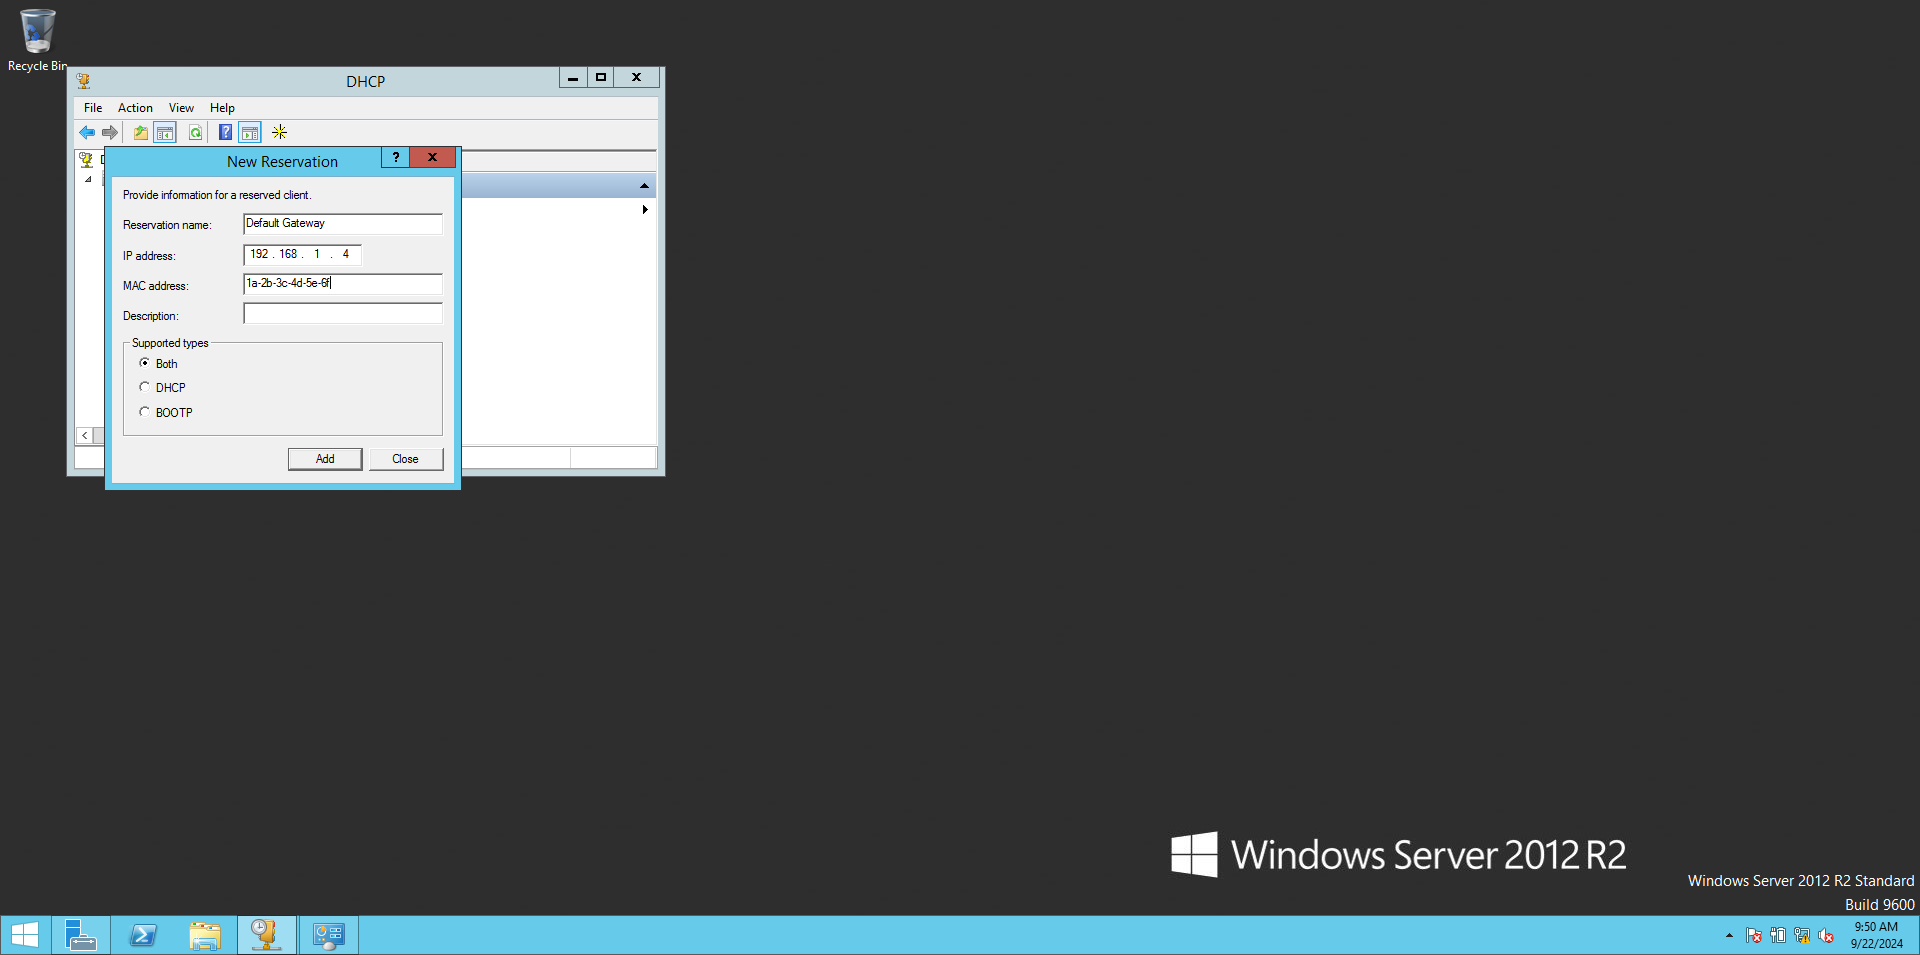 Recycle Bin
DHCP
File Action View Help
New Reservation
Provide information for a reserved client.
Reservation name: Default Gateway
IP address: 192 . 168 . 1 . 4
MAC address: 1a-2b-3c-4d-5e-6f
Description:
Supported types
Both
DHCP
BOOTP
Add Close
Windows Server 2012 R2
Windows Server 2012 R2 Standard
Build 9600
9:50 AM
9/22/2024